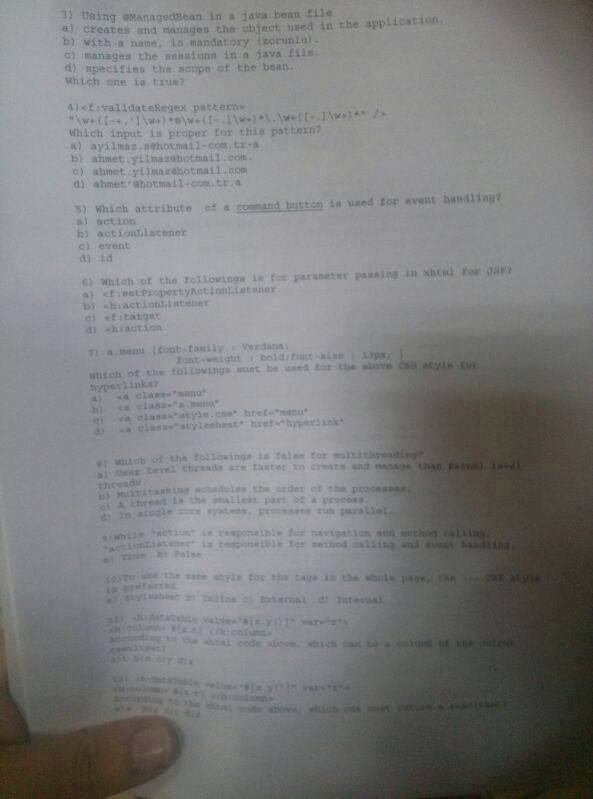 3) Using @ManagedBean in a java bean file
a) creates and manages the object used in the application.
b) with a name, is mandatory (zorunlu).
c) manages the sessions in a java file.
d) specifies the scope of the bean.
Which one is true?
4)<f:validateRegex pattern=
"\w+([-+.']\w+)*@\w+([-.]\w+)*\.\w+([-.]\w+)*" />
Which input is proper for this pattern?
a) ayilmaz.s@hotmail-com.tr-a
b) ahmet.yilmaz@hotmail.com.
c) ahmet.yilmaz@hotmail.com
d) ahmet'@hotmail-com.tr.a
5) Which attribute of a command button is used for event handling?
a) action
b) actionListener
c) event
d) id
6) Which of the followings is for parameter passing in xhtml for JSF?
a) <f:setPropertyActionListener
b) <h:actionListener
c) <f:target
d) <h:action
7) a.menu {font-family : Verdana;
font-weight : bold;font-size : 13px; }
Which of the followings must be used for the above CSS style for
hyperlinks?
a) <a class="menu"
b) <a class="a.menu"
c) <a class="style.css" href="menu"
d) <a class="stylesheet" href="hyperlink"
8) Which of the followings is false for multithreading?
a) User level threads are faster to create and manage than Kernel level
threads.
b) Multitasking schedules the order of the processes.
c) A thread is the smallest part of a process.
d) In single core systems, processes run parallel.
9)While "action" is responsible for navigation and method calling,
"actionListener" is responsible for method calling and event handling.
a) True b) False
10)To use the same style for the tags in the whole page, the ---- CSS style
is preferred.
a) Stylesheet b) Inline c) External d) Internal
11) <h:dataTable value="#{x.y()}" var="z">
<h:column> #{z.t} </h:column>
According to the xhtml code above, which can be a column of the output
resultset?
a)t b)x c)y d)z
12) <h:dataTable value="#{x.y()}" var="z">
<h:column> #{z.t} </h:column>
According to the xhtml code above, which one must return a resultset?
b)y c)t d)z